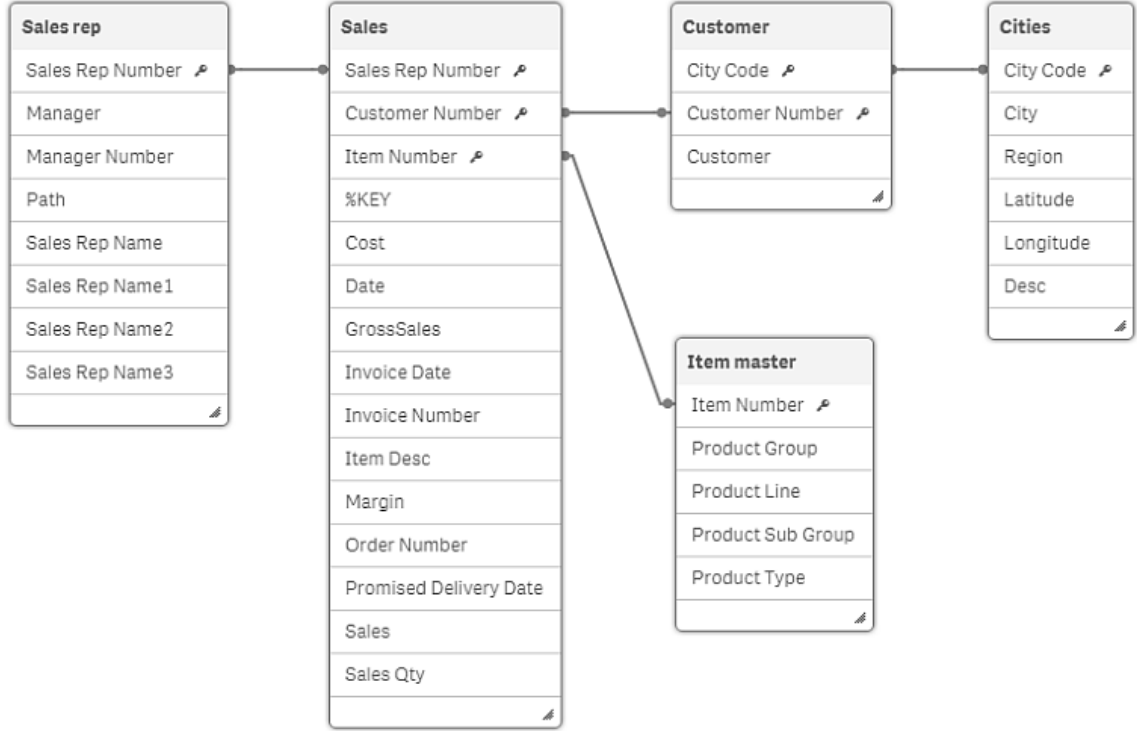 Sales rep
Sales Rep Number
Manager
Manager Number
Path
Sales Rep Name
Sales Rep Name1
Sales Rep Name2
Sales Rep Name3
Sales
Sales Rep Number
Customer Number
Item Number
%KEY
Cost
Date
GrossSales
Invoice Date
Invoice Number
Item Desc
Margin
Order Number
Promised Delivery Date
Sales
Sales Qty
Customer
City Code
Customer Number
Customer
Cities
City Code
City
Region
Latitude
Longitude
Desc
Item master
Item Number
Product Group
Product Line
Product Sub Group
Product Type